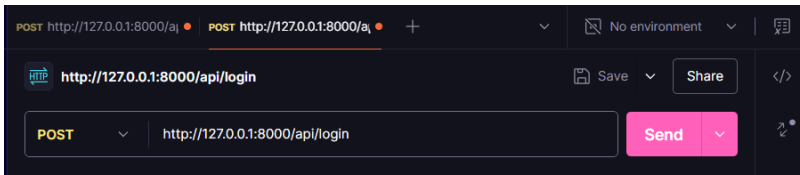 POST http://127.0.0.1:8000/a POST http://127.0.0.1:8000/a No environment
HTTP http://127.0.0.1:8000/api/login Save Share </>
POST http://127.0.0.1:8000/api/login Send